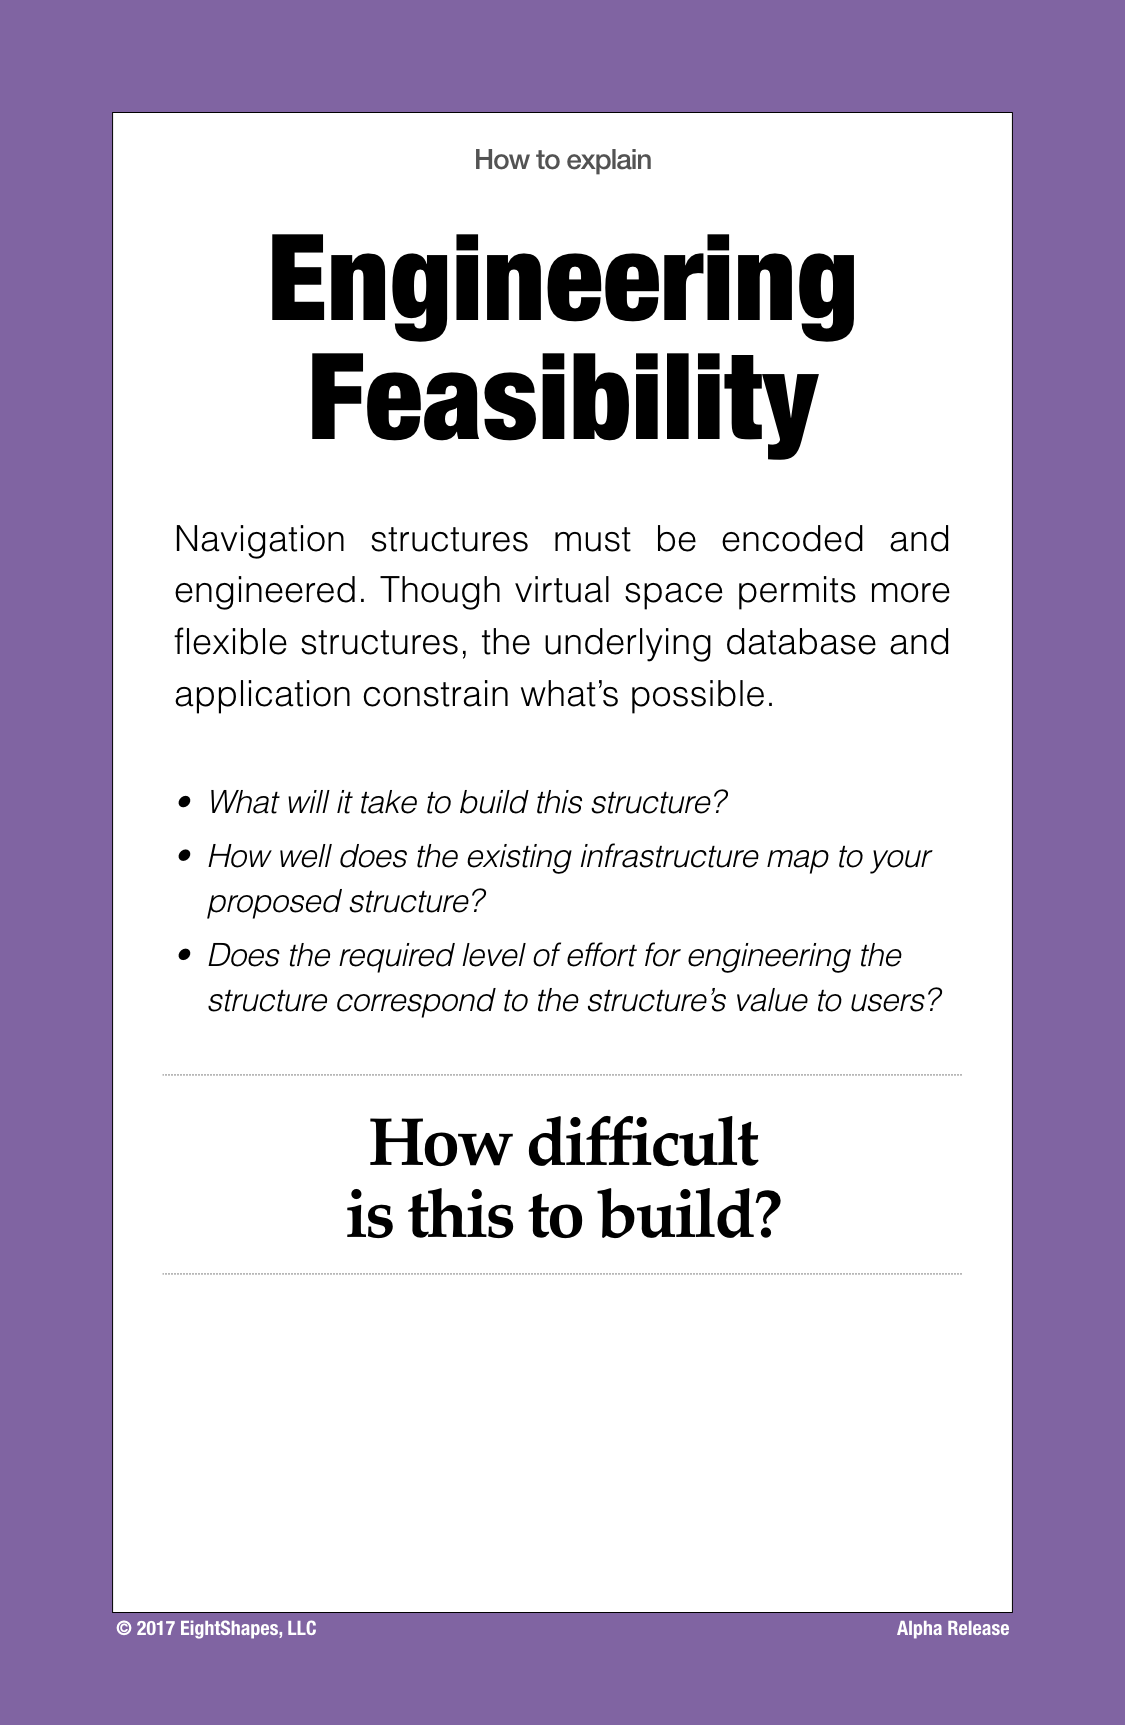 How to explain
Engineering
Feasibility
Navigation structures must be encoded and
engineered. Though virtual space permits more
flexible structures, the underlying database and
application constrain what’s possible.
• What will it take to build this structure?
• How well does the existing infrastructure map to your
proposed structure?
• Does the required level of effort for engineering the
structure correspond to the structure’s value to users?
How difficult
is this to build?
© 2017 EightShapes, LLC
Alpha Release